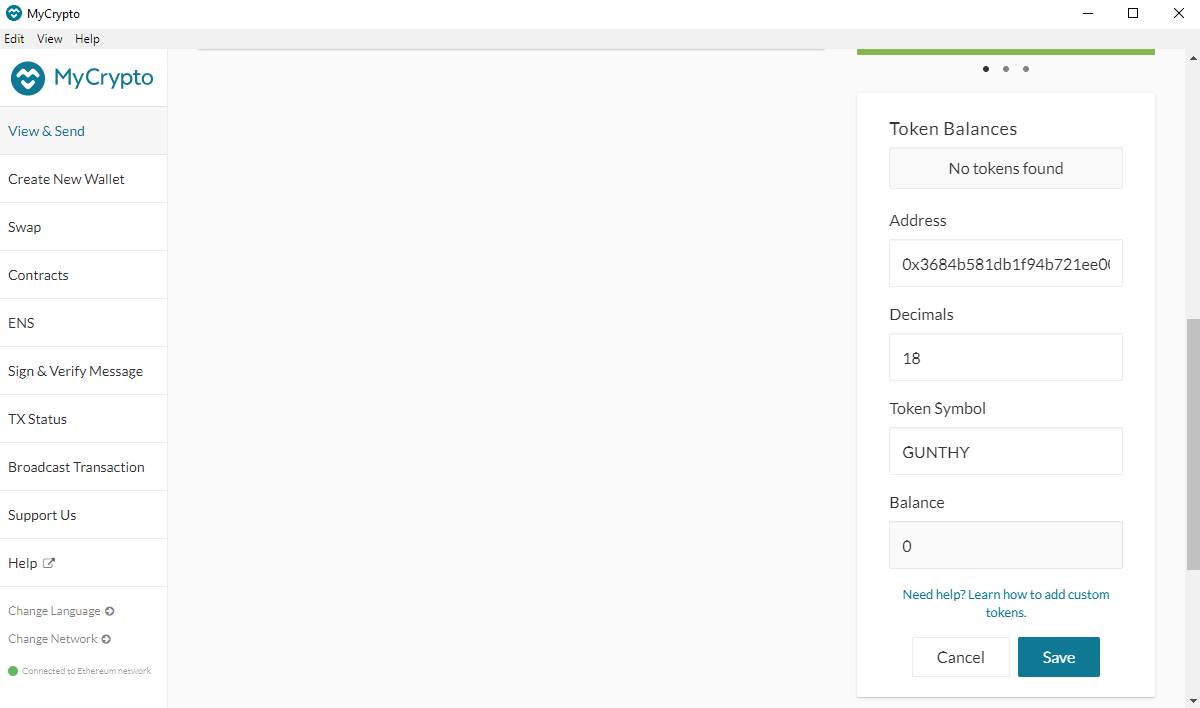 MyCrypto
Edit View Help
MyCrypto
View & Send
Create New Wallet
Swap
Contracts
ENS
Sign & Verify Message
TX Status
Broadcast Transaction
Support Us
Help
Change Language
Change Network
Connected to Ethereum network
Token Balances
No tokens found
Address
0x3684b581db1f94b721ee0
Decimals
18
Token Symbol
GUNTHY
Balance
0
Need help? Learn how to add custom
tokens.
Cancel Save